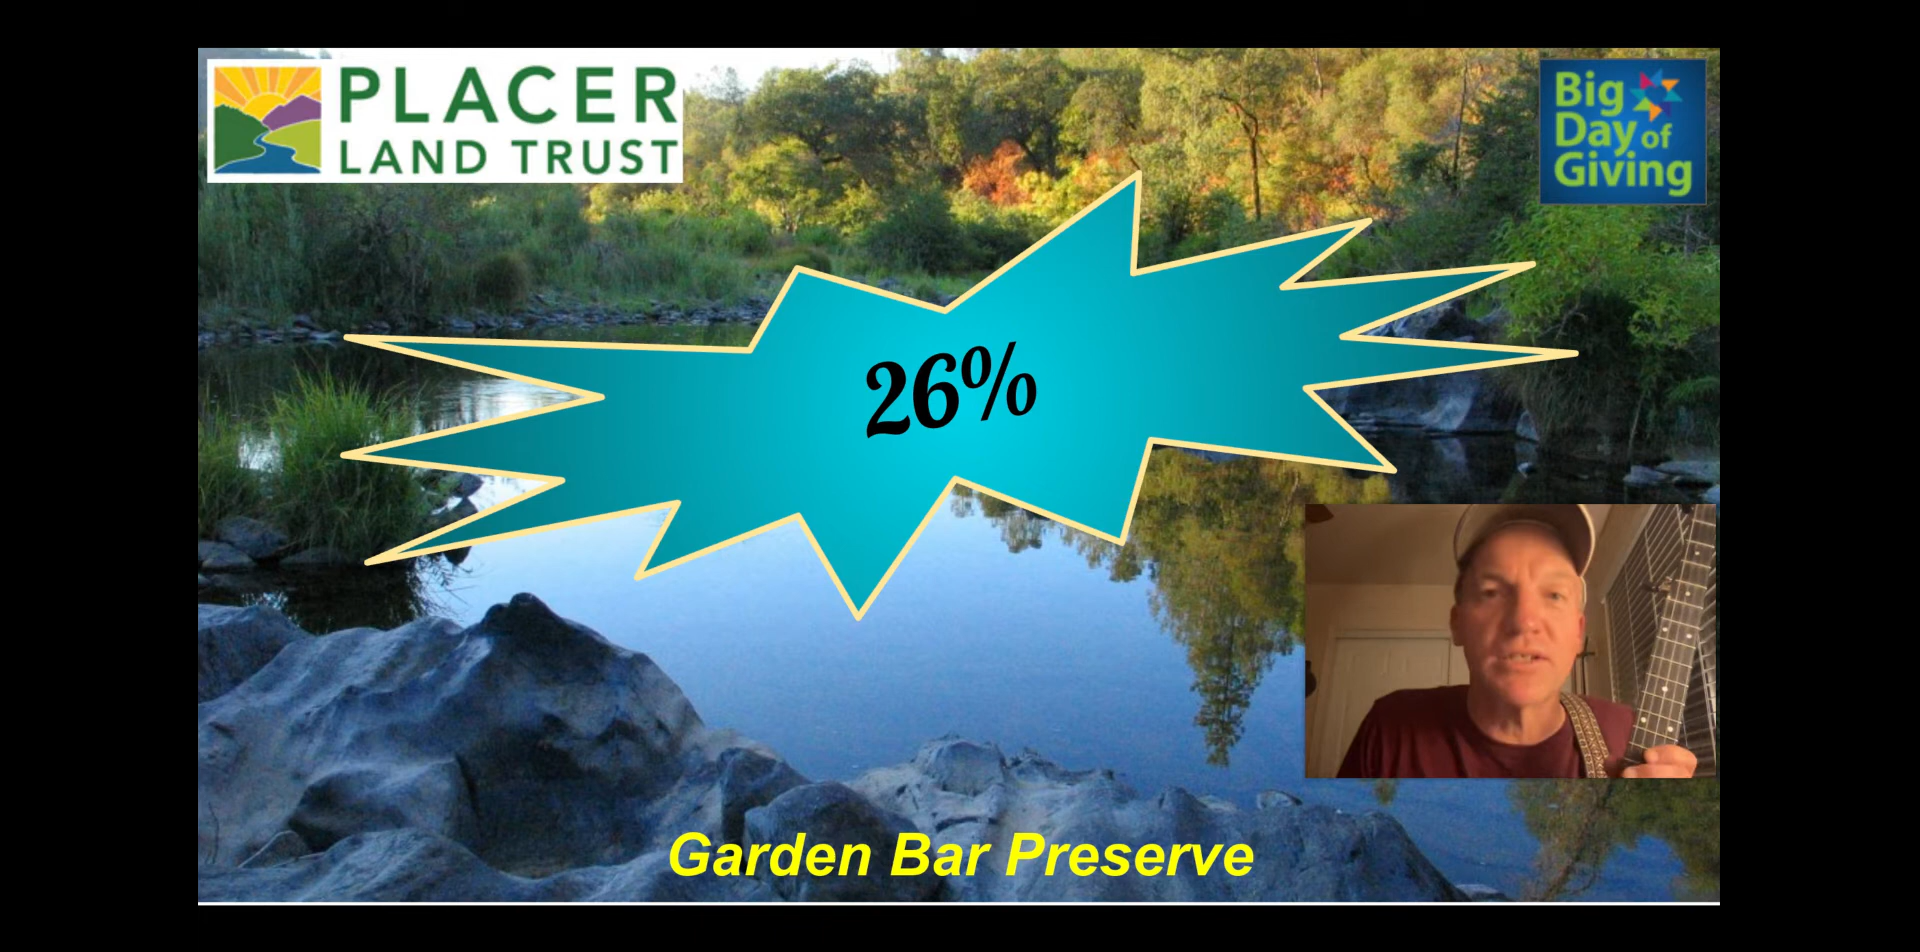 PLACER
LAND TRUST
Big
Day of
Giving
26%
Garden Bar Preserve